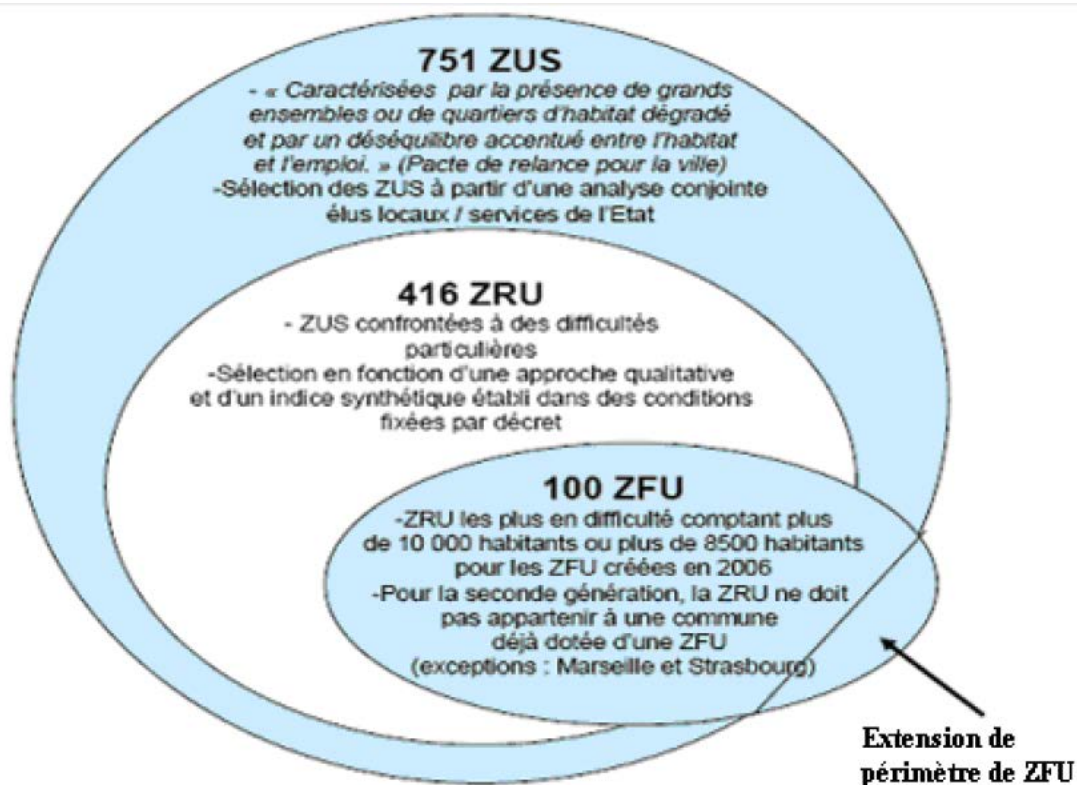 751 ZUS
- « Caractérisées par la présence de grands
ensembles ou de quartiers d'habitat dégradé
et par un déséquilibre accentué entre l'habitat
et l'emploi. » (Pacte de relance pour la ville)
-Sélection des ZUS à partir d'une analyse conjointe
élus locaux / services de l'Etat
416 ZRU
- ZUS confrontées à des difficultés
particulières
-Sélection en fonction d'une approche qualitative
et d'un indice synthétique établi dans des conditions
fixées par décret
100 ZFU
-ZRU les plus en difficulté comptant plus
de 10 000 habitants ou plus de 8500 habitants
pour les ZFU créées en 2006
-Pour la seconde génération, la ZRU ne doit
pas appartenir à une commune
déjà dotée d'une ZFU
(exceptions : Marseille et Strasbourg)
Extension de
périmètre de ZFU